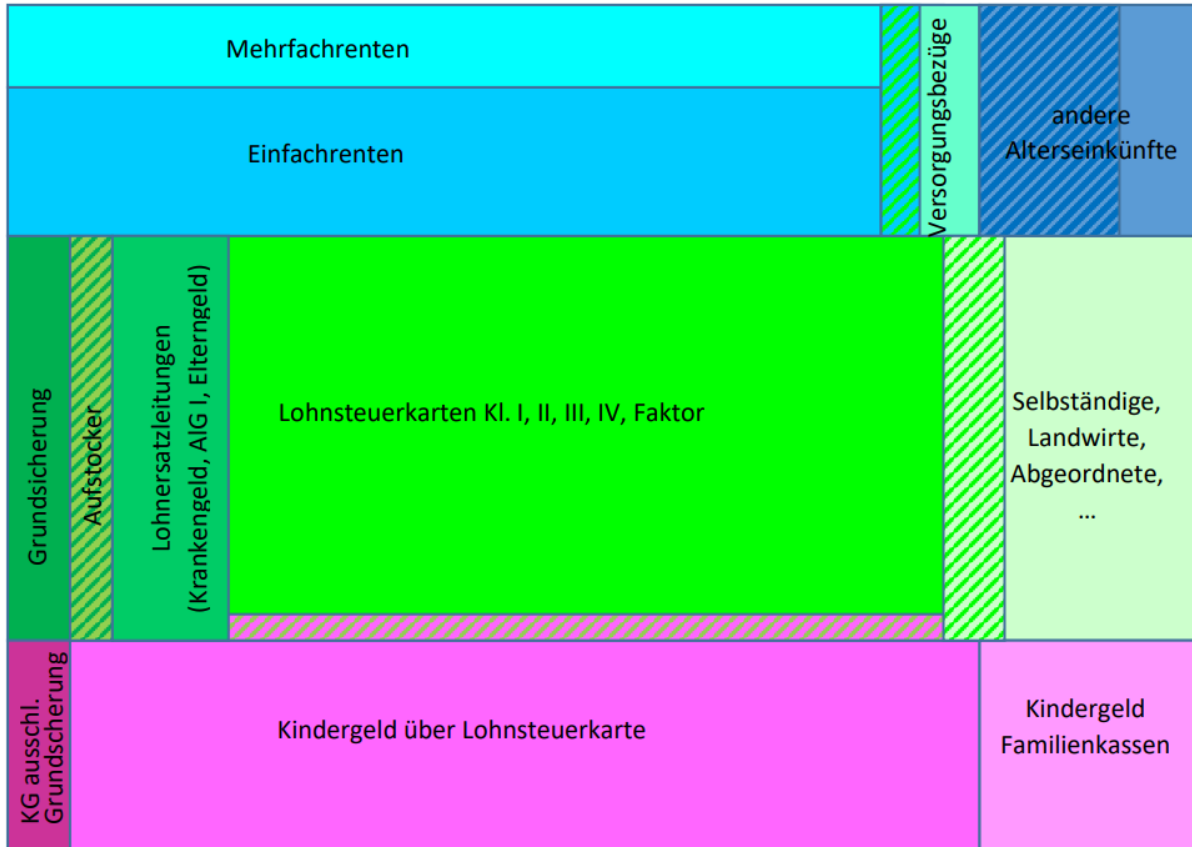 Mehrfachrenten
Einfachrenten
Versorgungsbezüge
andere
Alterseinkünfte
Grundsicherung
Aufstocker
Lohnersatzleitungen
(Krankengeld, AlG I, Elterngeld)
Lohnsteuerkarten Kl. I, II, III, IV, Faktor
Selbständige,
Landwirte,
Abgeordnete,
...
KG ausschl.
Grundscherung
Kindergeld über Lohnsteuerkarte
Kindergeld
Familienkassen